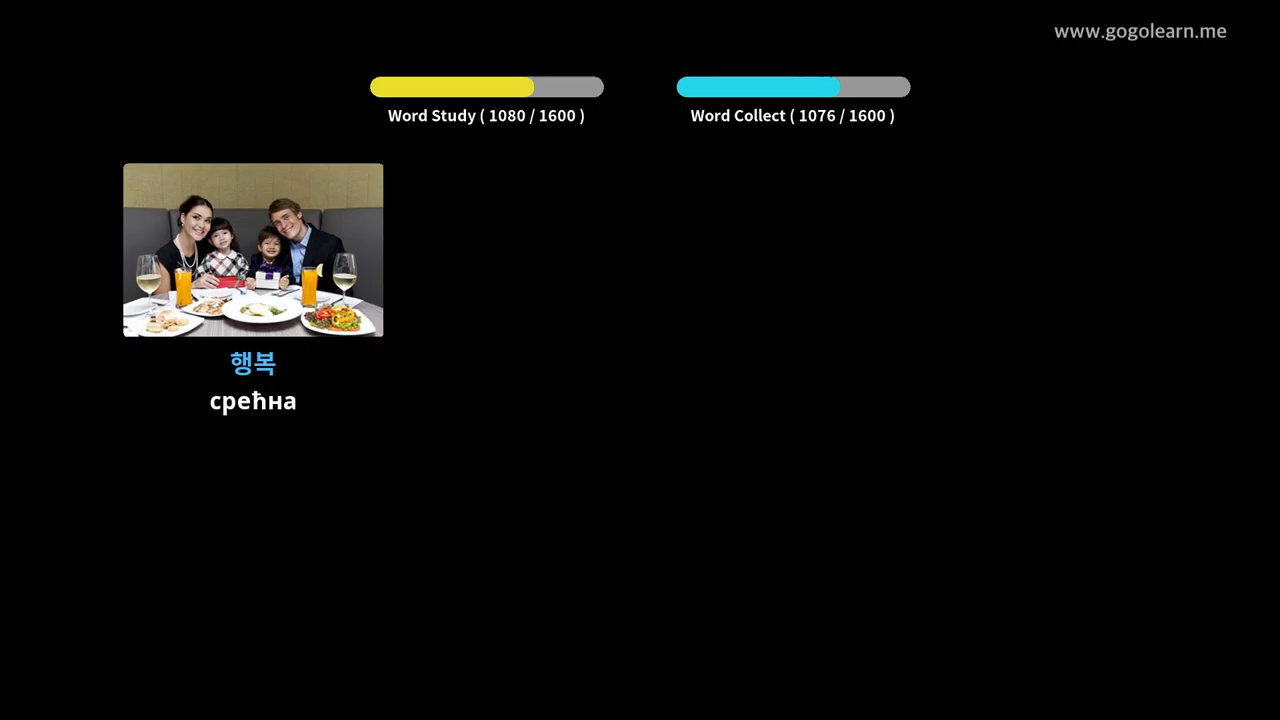 www.gogolearn.me
Word Study ( 1080 / 1600 )
Word Collect ( 1076 / 1600 )
행복
срећна